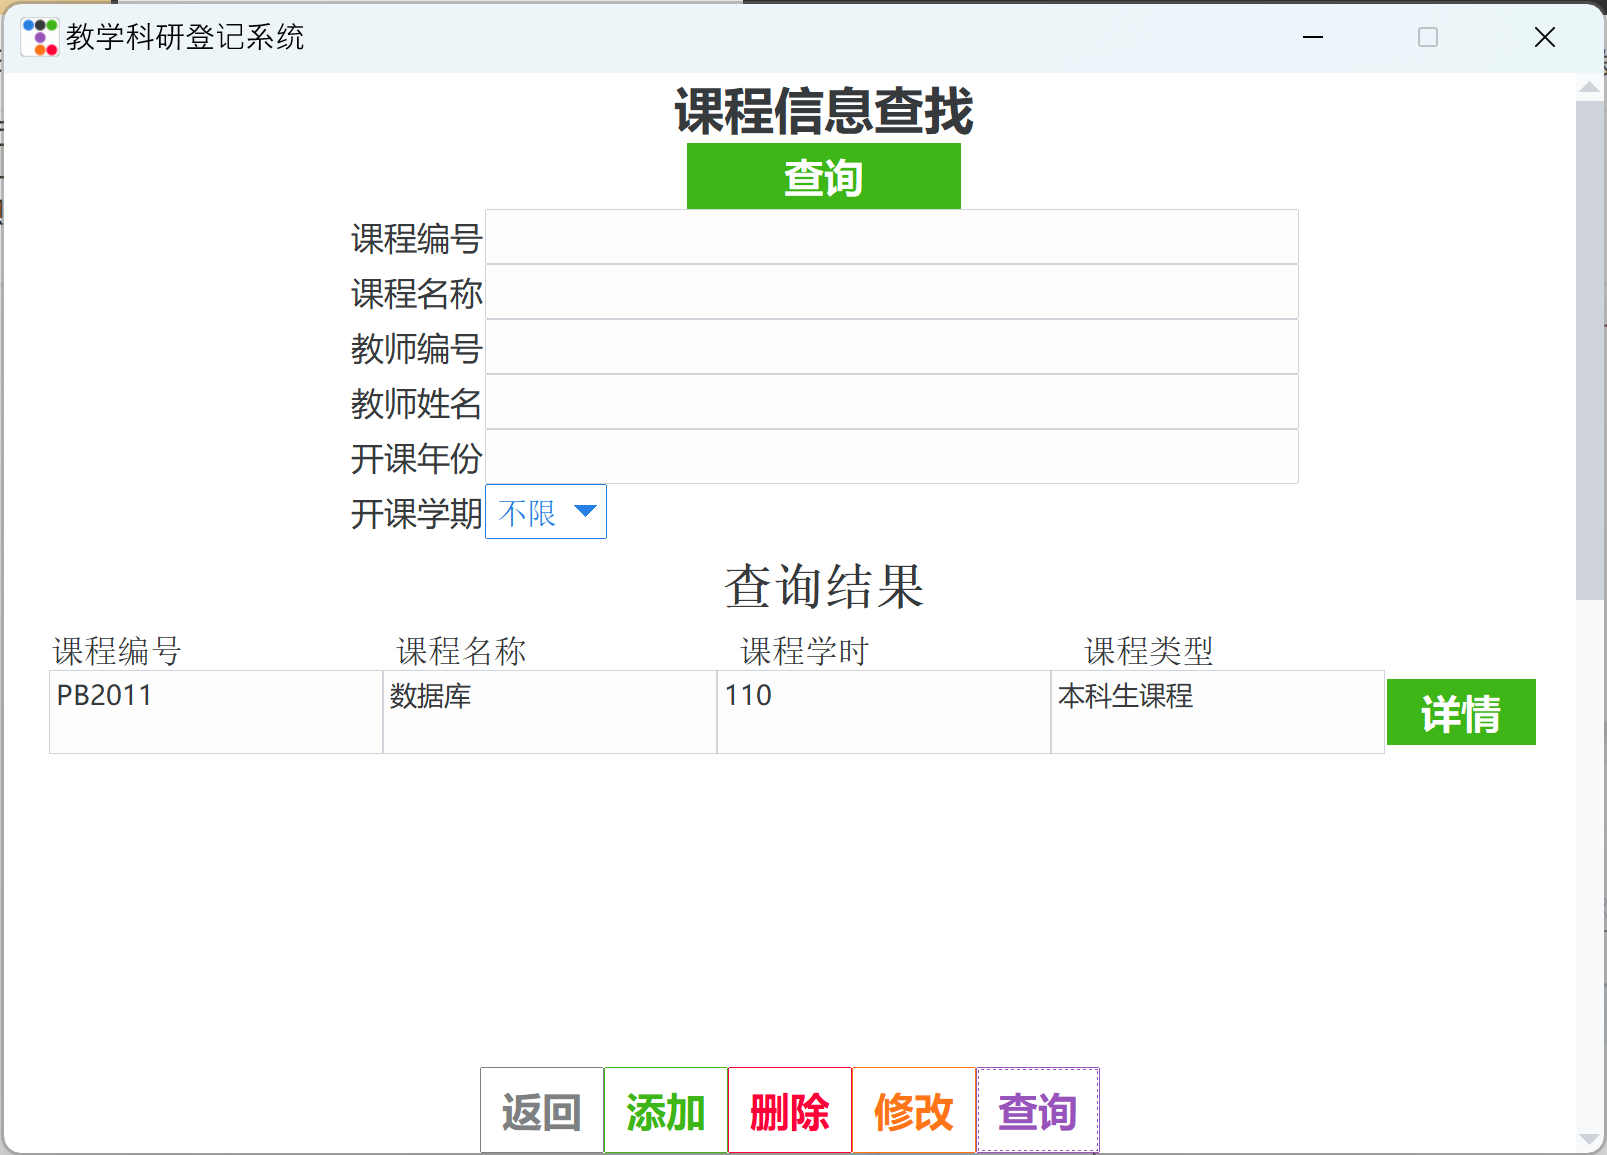 教学科研登记系统
课程信息查找
查询
课程编号
课程名称
教师编号
教师姓名
开课年份
开课学期 不限
查询结果
课程编号 课程名称 课程学时 课程类型
PB2011 数据库 110 本科生课程 详情
返回 添加 删除 修改 查询